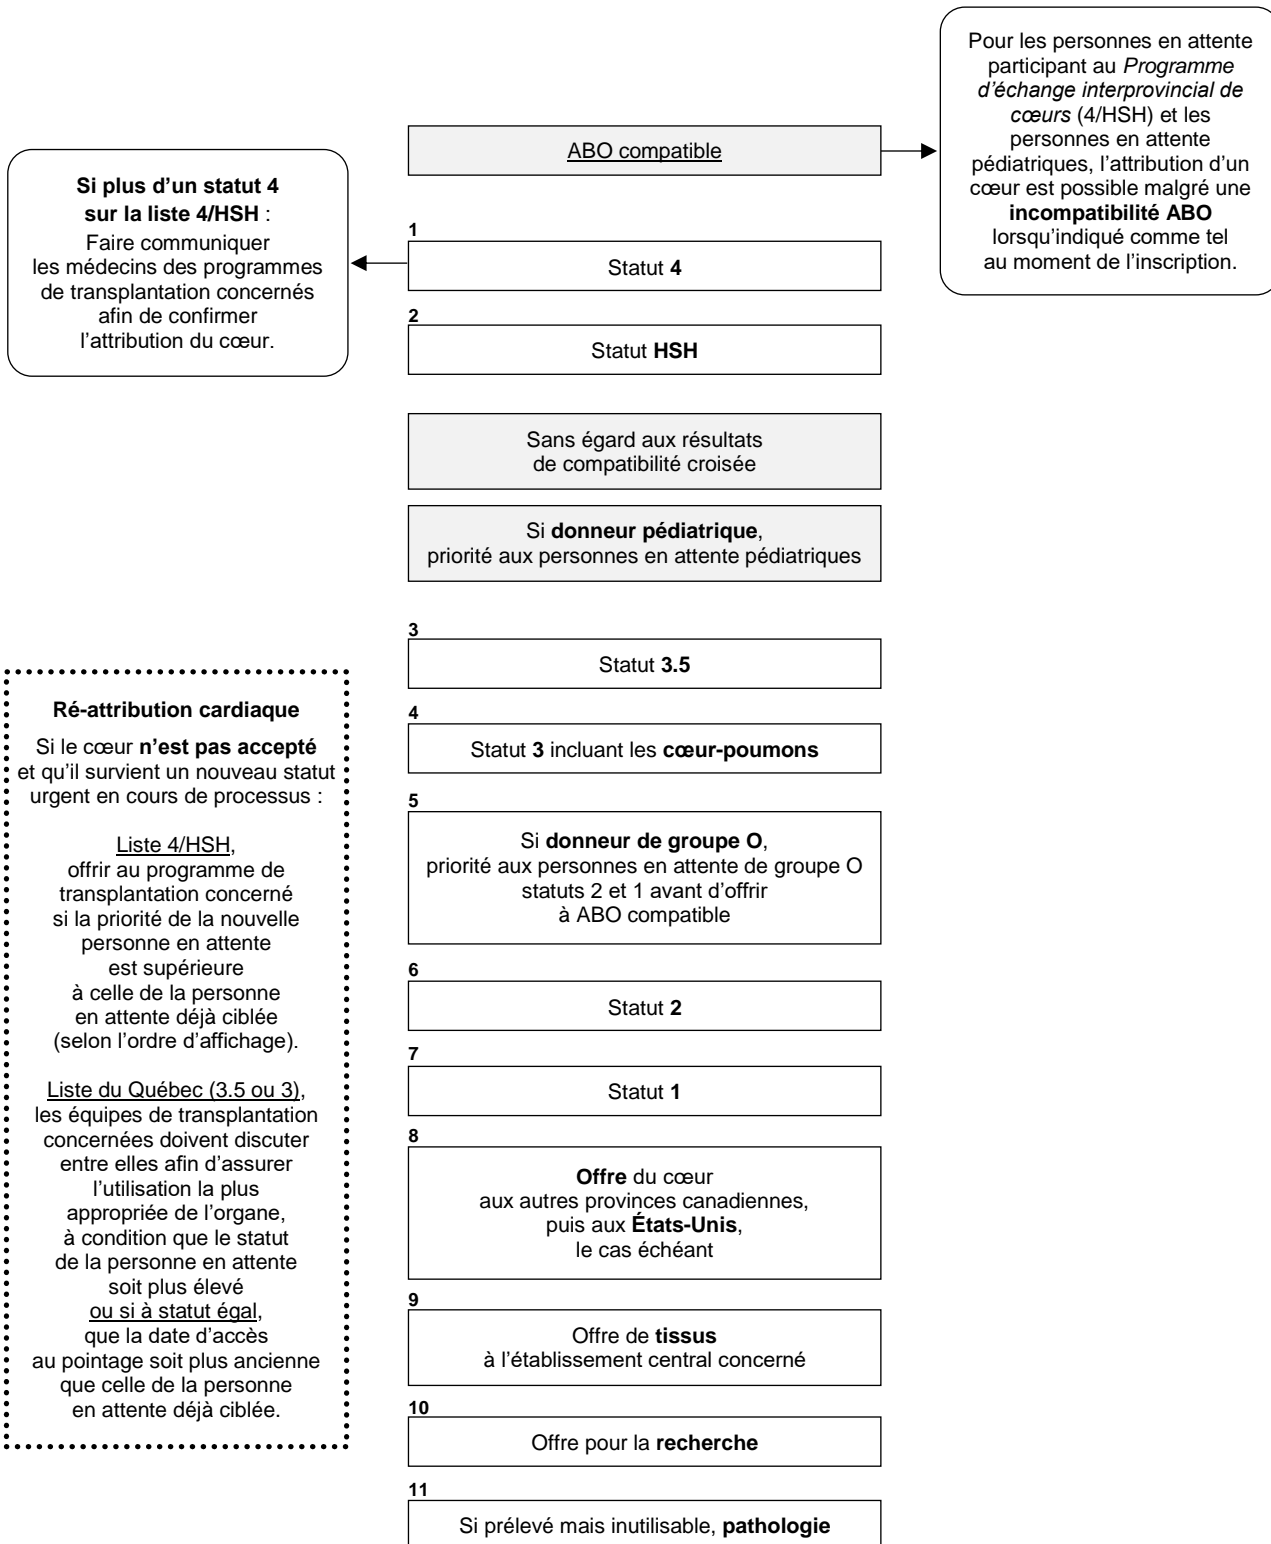 Pour les personnes en attente
participant au Programme
d'échange interprovincial de
cœurs (4/HSH) et les
personnes en attente
pédiatriques, l'attribution d'un
cœur est possible malgré une
incompatibilité ABO
lorsqu'indiqué comme tel
au moment de l'inscription.
ABO compatible
Si plus d'un statut 4
sur la liste 4/HSH :
Faire communiquer
les médecins des programmes
de transplantation concernés
afin de confirmer
l'attribution du cœur.
1
Statut 4
2
Statut HSH
Sans égard aux résultats
de compatibilité croisée
Si donneur pédiatrique,
priorité aux personnes en attente pédiatriques
3
Statut 3.5
4
Statut 3 incluant les cœur-poumons
5
Si donneur de groupe O,
priorité aux personnes en attente de groupe O
statuts 2 et 1 avant d'offrir
à ABO compatible
6
Statut 2
7
Statut 1
8
Offre du cœur
aux autres provinces canadiennes,
puis aux États-Unis,
le cas échéant
9
Offre de tissus
à l'établissement central concerné
10
Offre pour la recherche
11
Si prélevé mais inutilisable, pathologie
Ré-attribution cardiaque
Si le cœur n'est pas accepté
et qu'il survient un nouveau statut
urgent en cours de processus :
Liste 4/HSH,
offrir au programme de
transplantation concerné
si la priorité de la nouvelle
personne en attente
est supérieure
à celle de la personne
en attente déjà ciblée
(selon l'ordre d'affichage).
Liste du Québec (3.5 ou 3),
les équipes de transplantation
concernées doivent discuter
entre elles afin d'assurer
l'utilisation la plus
appropriée de l'organe,
à condition que le statut
de la personne en attente
soit plus élevé
ou si à statut égal,
que la date d'accès
au pointage soit plus ancienne
que celle de la personne
en attente déjà ciblée.